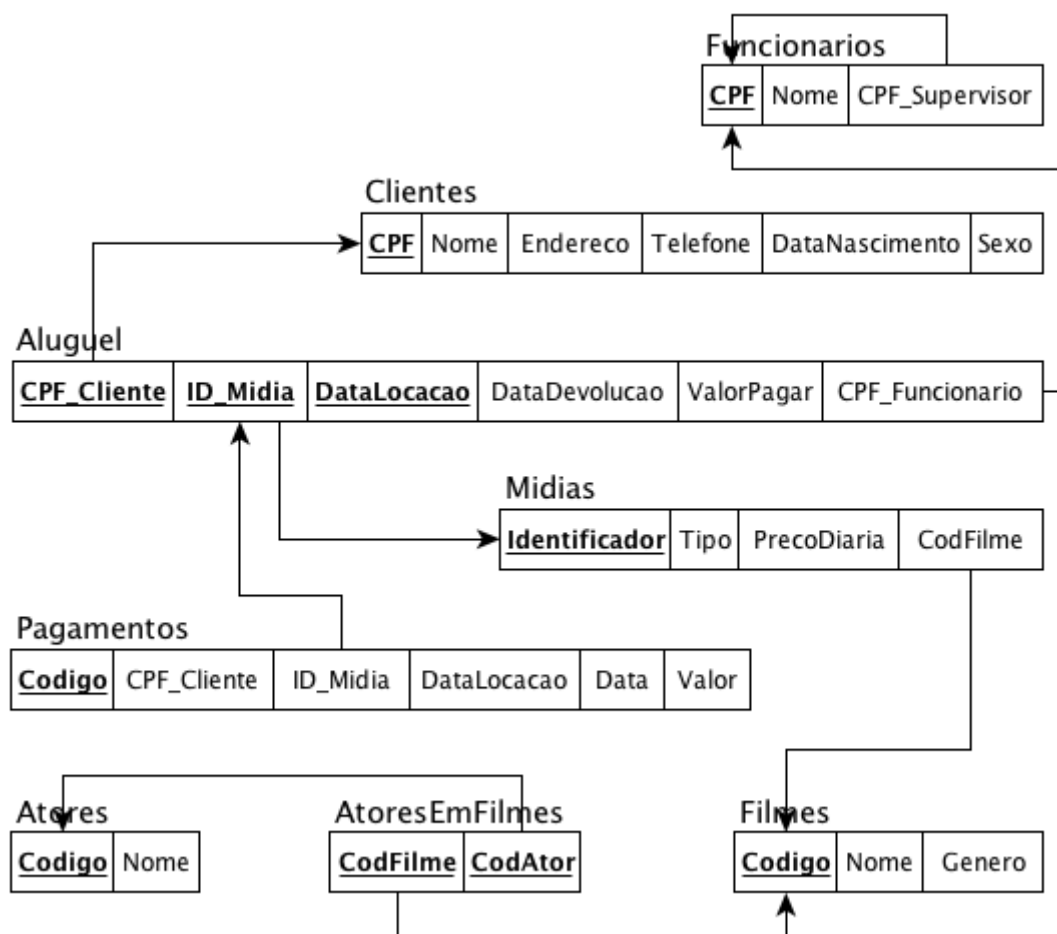 Funcionarios
CPF Nome CPF_Supervisor
Clientes
CPF Nome Endereco Telefone DataNascimento Sexo
Aluguel
CPF_Cliente ID_Midia DataLocacao DataDevolucao ValorPagar CPF_Funcionario
Midias
Identificador Tipo PrecoDiaria CodFilme
Pagamentos
Codigo CPF_Cliente ID_Midia DataLocacao Data Valor
Atores
Codigo Nome
AtoresEmFilmes
CodFilme CodAtor
Filmes
Codigo Nome Genero